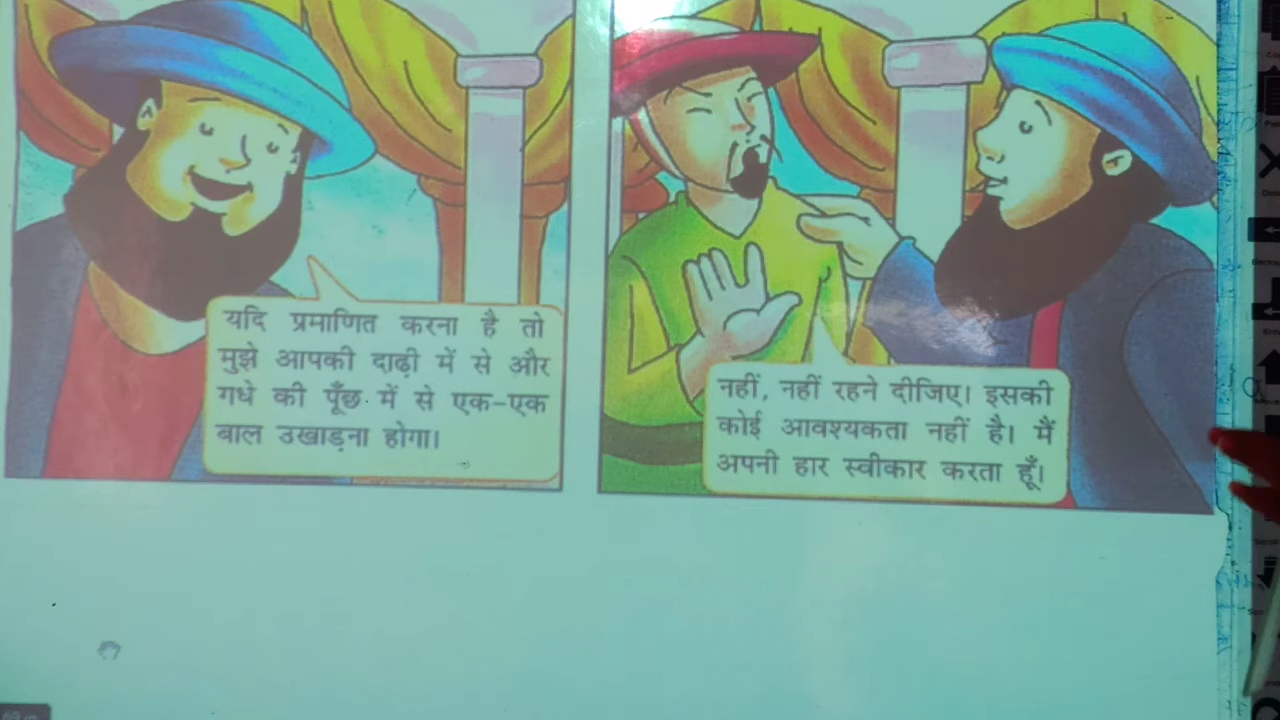 यदि प्रमाणित करना है तो
मुझे आपकी दाढ़ी में से और
गधे की पूँछ में से एक-एक
बाल उखाड़ना होगा।
नहीं, नहीं रहने दीजिए। इसकी
कोई आवश्यकता नहीं है। मैं
अपनी हार स्वीकार करता हूँ।